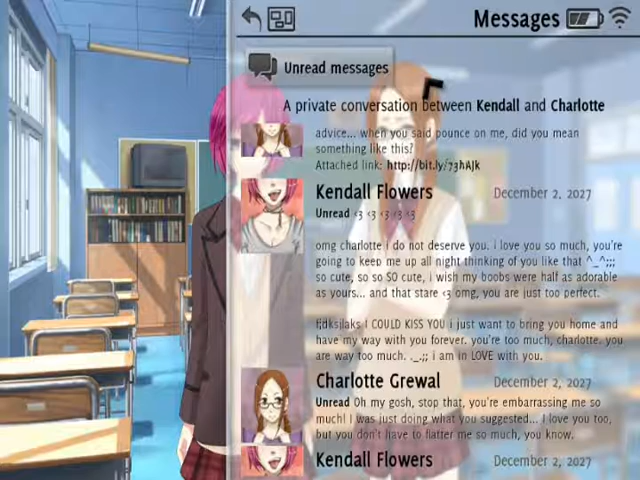 Messages
Unread messages
A private conversation between Kendall and Charlotte
advice... when you said pounce on me, did you mean
something like this?
Attached link: http://bit.ly/73hAJk
Kendall Flowers December 2, 2027
Unread <3 <3 <3 <3 <3
omg charlotte i do not deserve you. i love you so much, you're
going to keep me up all night thinking of you like that ^_^;;;
so cute, so so SO cute, i wish my boobs were half as adorable
as yours... and that stare <3 omg, you are just too perfect.
f;dksjlaks I COULD KISS YOU i just want to bring you home and
have my way with you forever. you're too much, charlotte. you
are way too much. ._.;; i am in LOVE with you.
Charlotte Grewal December 2, 2027
Unread Oh my gosh, stop that, you're embarrassing me so
much! I was just doing what you suggested... I love you too,
but you don't have to flatter me so much, you know.
Kendall Flowers December 2, 2027